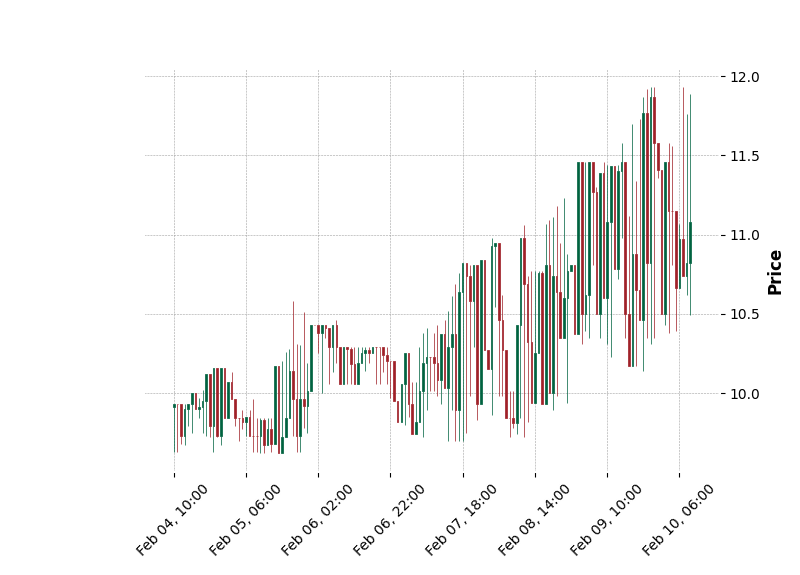 12.0
11.5
11.0
10.5
10.0
Price
Feb 04, 10:00
Feb 05, 06:00
Feb 06, 02:00
Feb 06, 22:00
Feb 07, 18:00
Feb 08, 14:00
Feb 09, 10:00
Feb 10, 06:00